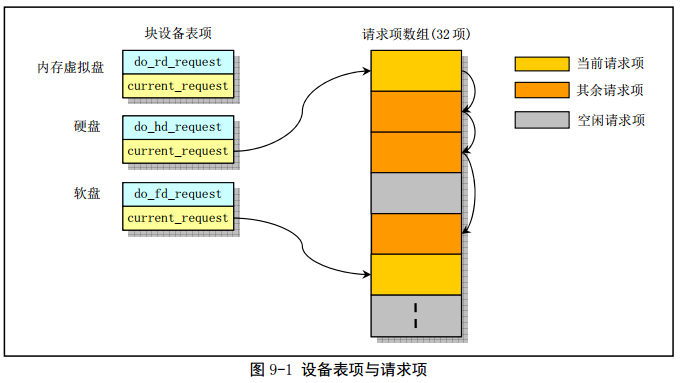 块设备表项
请求项数组(32 项)
内存虚拟盘
do_rd_request
current_request
硬盘
do_hd_request
current_request
软盘
do_fd_request
current_request
当前请求项
其余请求项
空闲请求项
图 9-1 设备表项与请求项